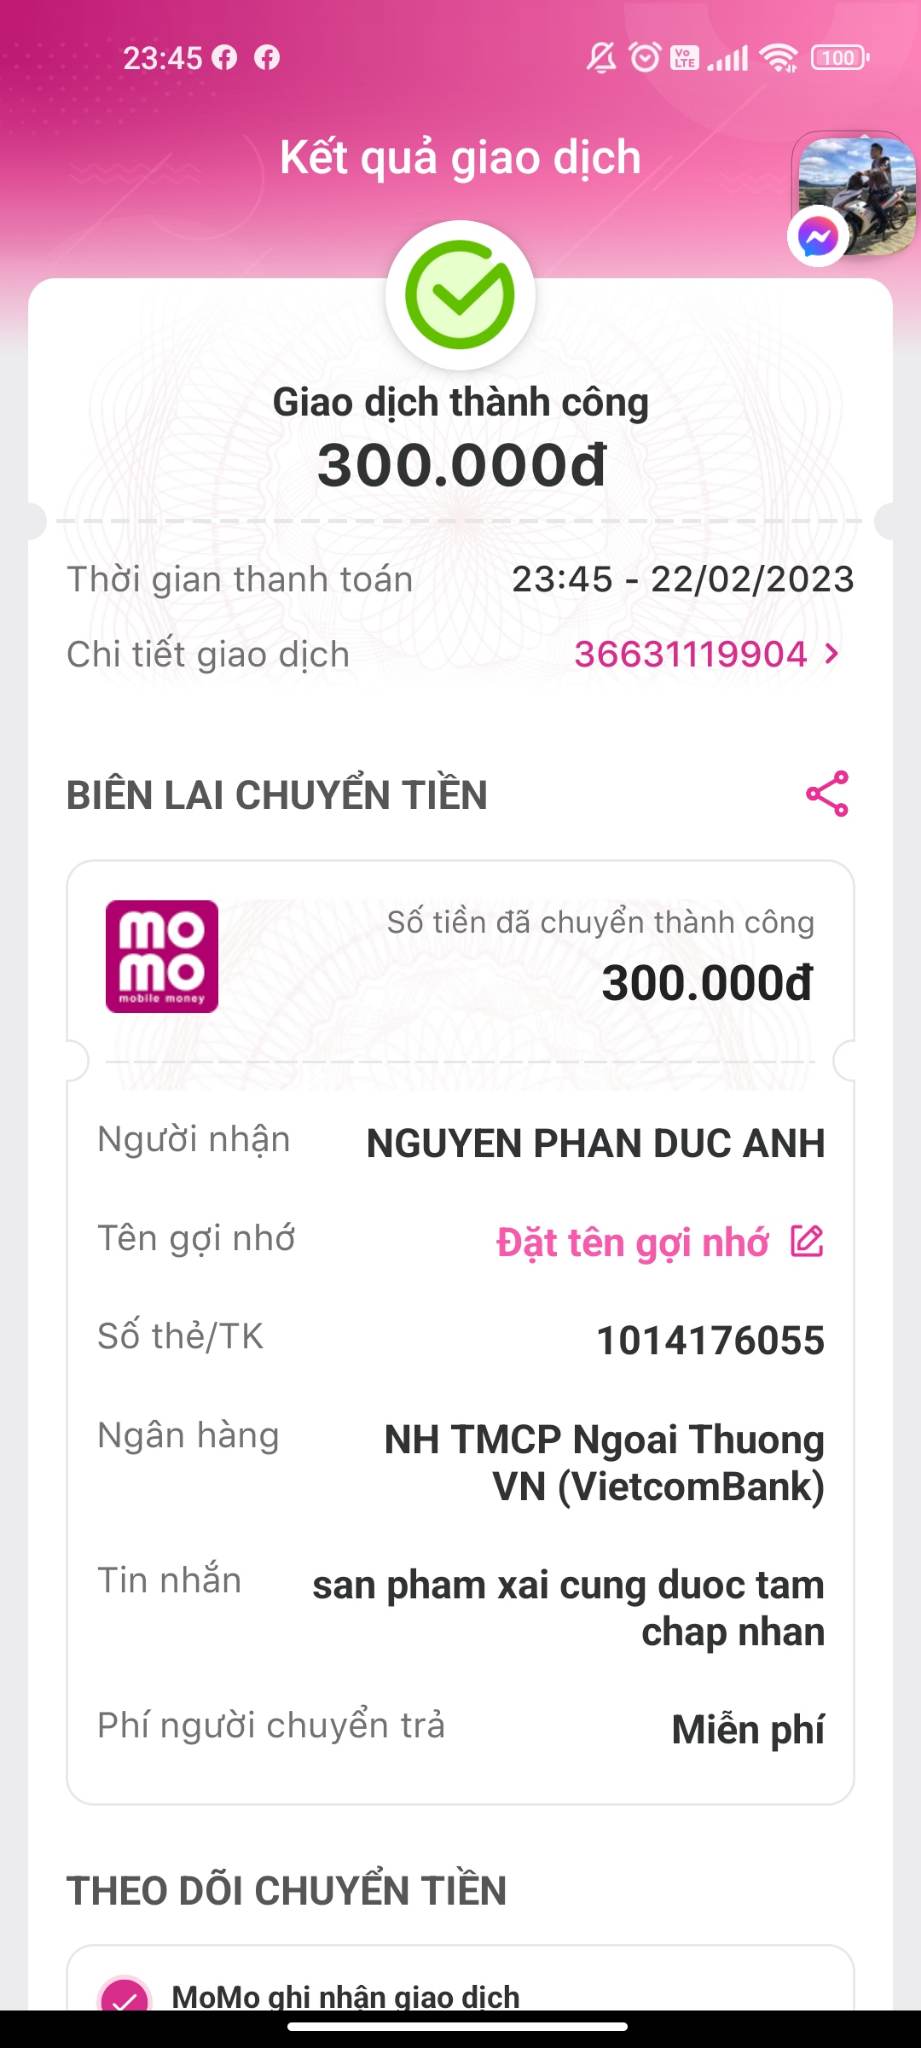 23:45
Vo LTE
100
Kết quả giao dịch
Giao dịch thành công
300.000đ
Thời gian thanh toán 23:45 - 22/02/2023
Chi tiết giao dịch 36631119904 >
BIÊN LAI CHUYỂN TIỀN
mo
mo
mobile money
Số tiền đã chuyển thành công
300.000đ
Người nhận NGUYEN PHAN DUC ANH
Tên gợi nhớ Đặt tên gợi nhớ
Số thẻ/TK 1014176055
Ngân hàng NH TMCP Ngoai Thuong
VN (VietcomBank)
Tin nhắn san pham xai cung duoc tam
chap nhan
Phí người chuyển trả Miễn phí
THEO DÕI CHUYỂN TIỀN
MoMo ghi nhận giao dịch